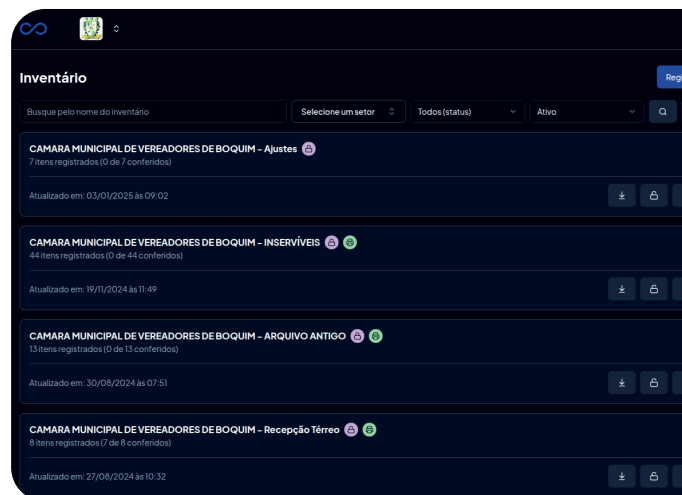 Inventário
Regi
Busque pelo nome do inventário
Selecione um setor
Todos (status)
Ativo
CAMARA MUNICIPAL DE VEREADORES DE BOQUIM - Ajustes
7 itens registrados (0 de 7 conferidos)
Atualizado em: 03/01/2025 às 09:02
CAMARA MUNICIPAL DE VEREADORES DE BOQUIM - INSERVÍVEIS
44 itens registrados (0 de 44 conferidos)
Atualizado em: 19/11/2024 às 11:49
CAMARA MUNICIPAL DE VEREADORES DE BOQUIM - ARQUIVO ANTIGO
13 itens registrados (0 de 13 conferidos)
Atualizado em: 30/08/2024 às 07:51
CAMARA MUNICIPAL DE VEREADORES DE BOQUIM - Recepção Térreo
8 itens registrados (7 de 8 conferidos)
Atualizado em: 27/08/2024 às 10:32